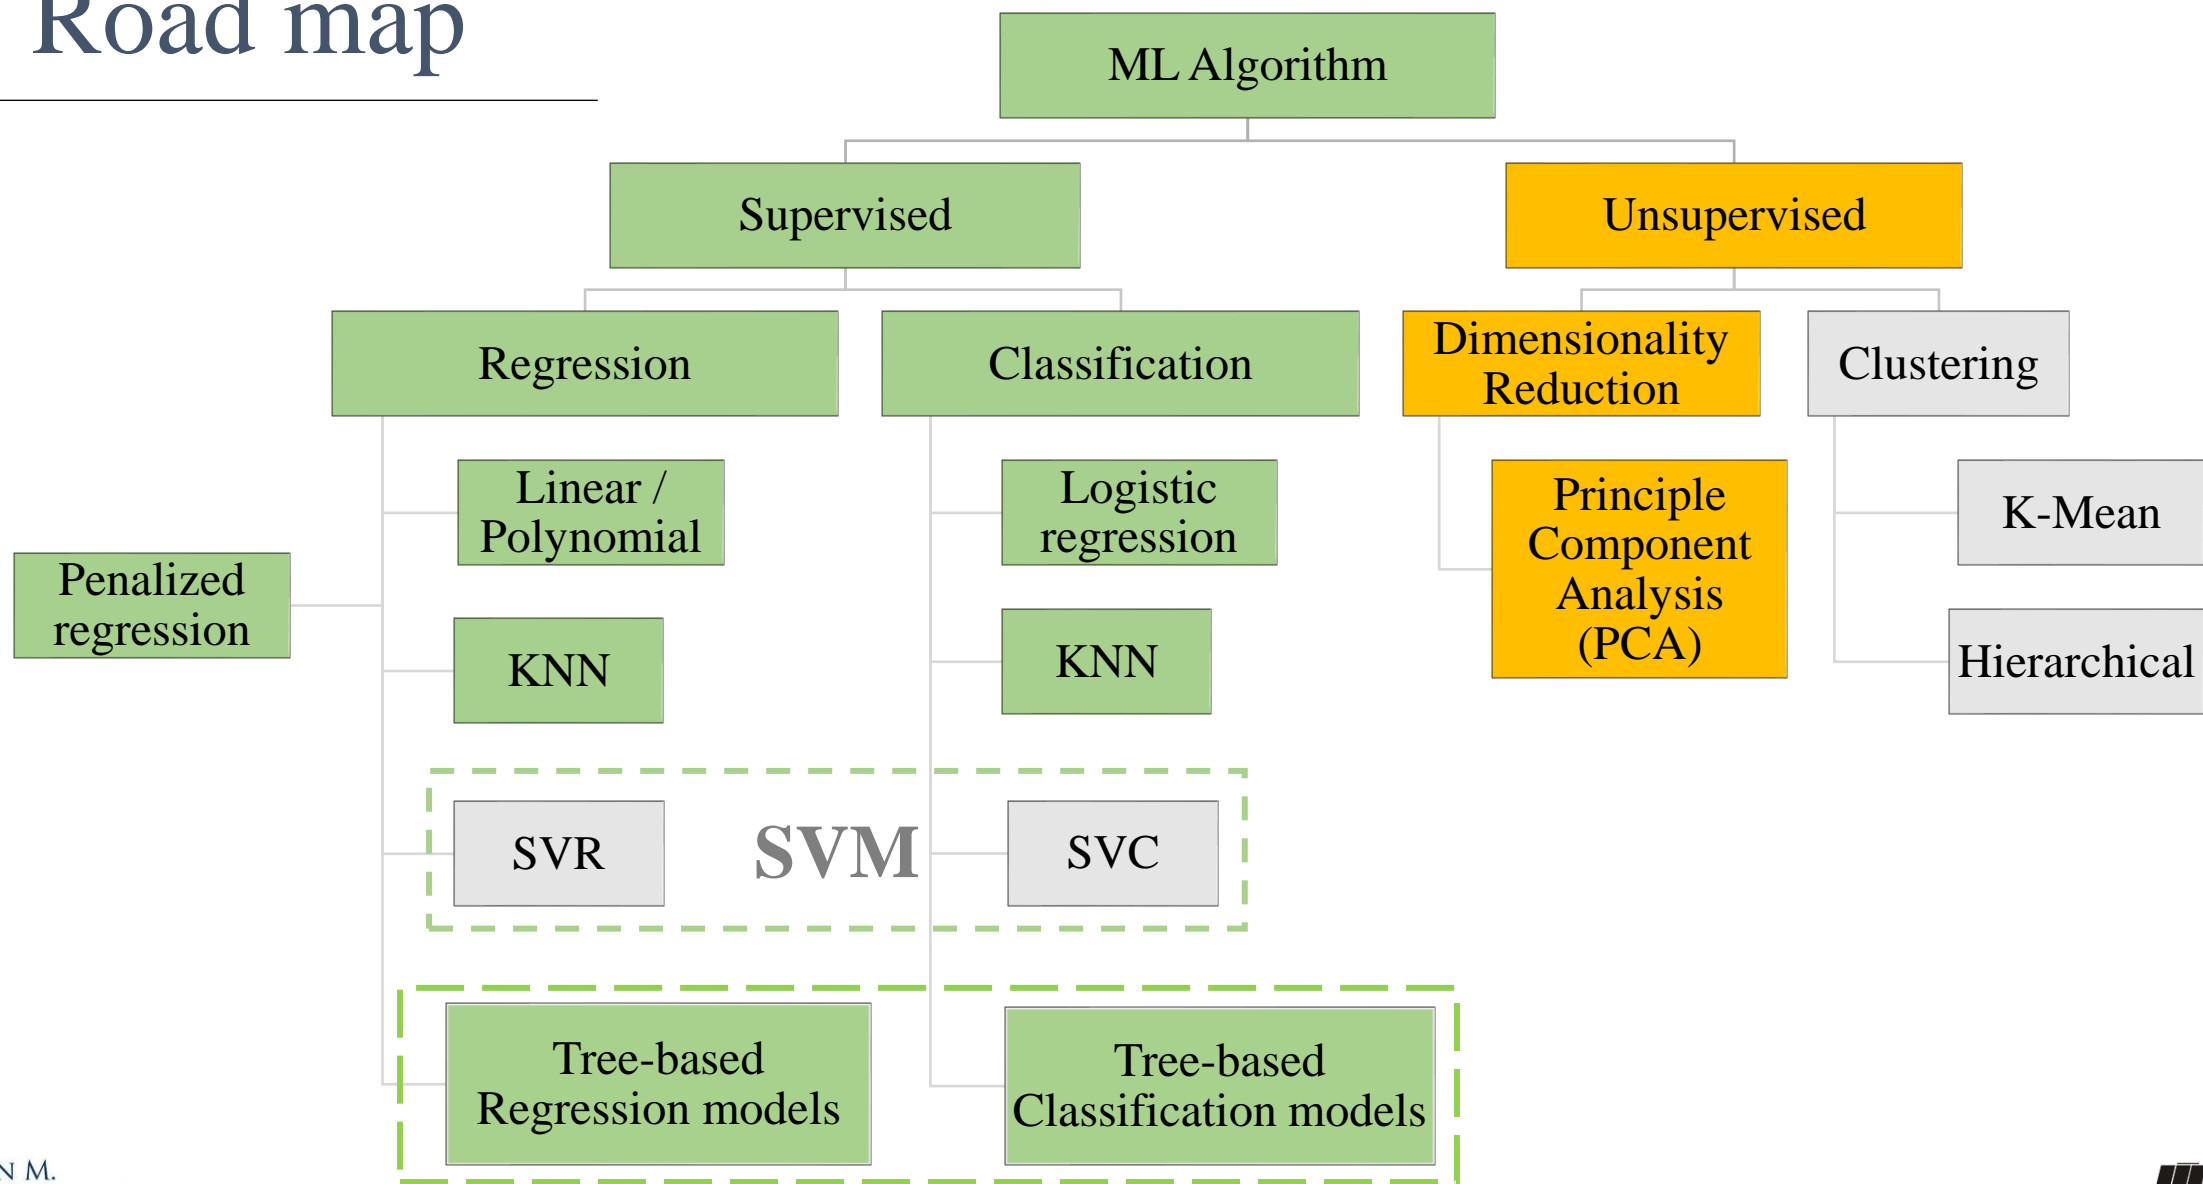 Road map
ML Algorithm
Supervised
Unsupervised
Regression
Classification
Dimensionality
Reduction
Clustering
Linear /
Polynomial
Logistic
regression
Principle
Component
Analysis
(PCA)
K-Mean
Penalized
regression
KNN
KNN
Hierarchical
SVR
SVM
SVC
Tree-based
Regression models
Tree-based
Classification models
N M.